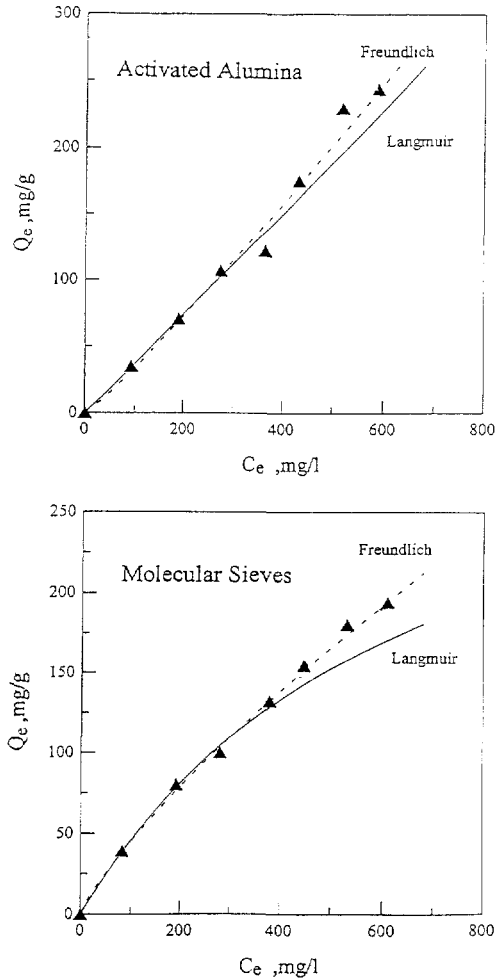 300
Freundlich
Activated Alumina
200
Langmuir
Qe ,mg/g
100
0
0 200 400 600 800
Ce ,mg/l
250
Freundlich
Molecular Sieves
200
Langmuir
150
Qe ,mg/g
100
50
0
0 200 400 600 800
Ce ,mg/l